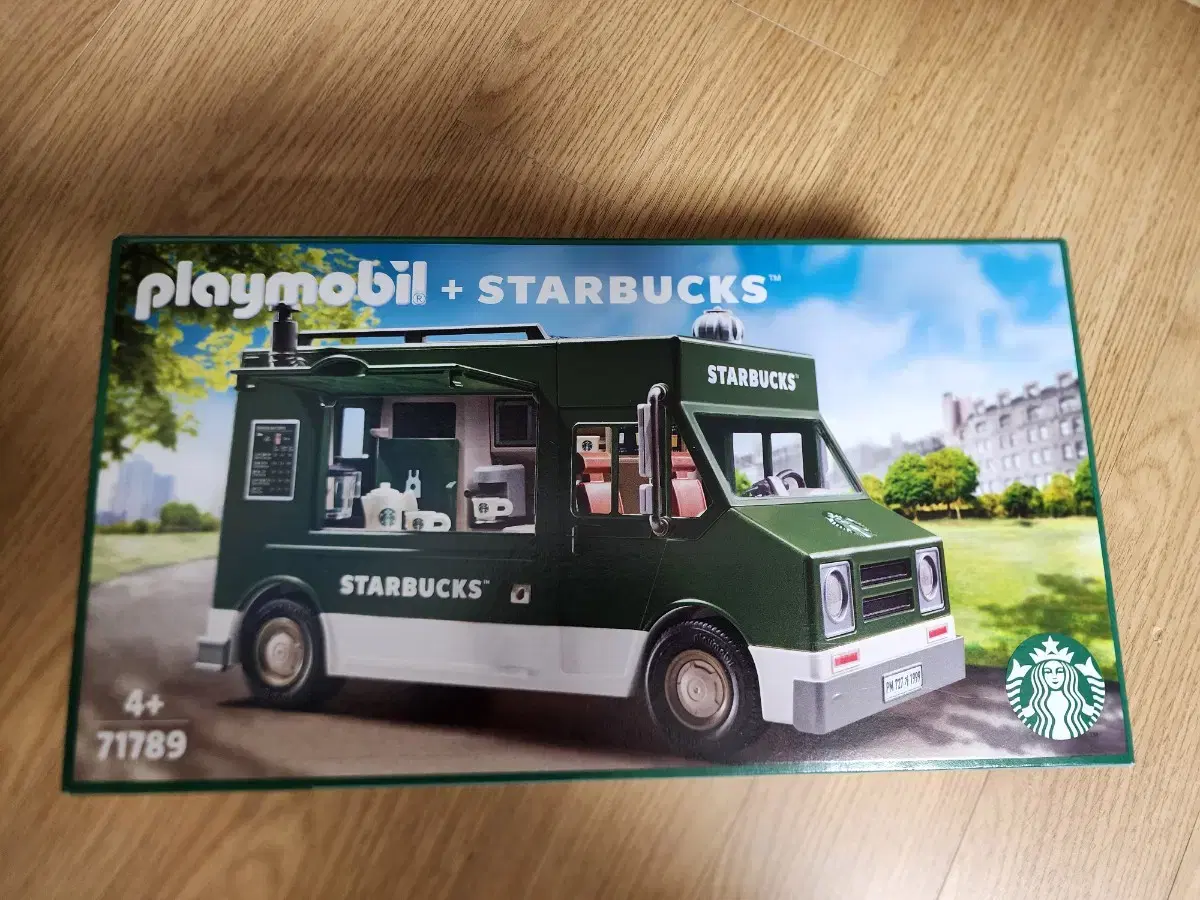 playmobil® + STARBUCKS™
STARBUCKS
STARBUCKS™
4+
71789